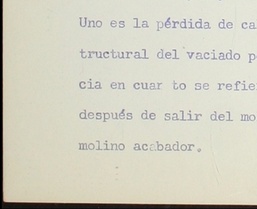 Uno es la pérdida de ca
tructural del vaciado p
cia en cuar to se refie
después de salir del mo
molino acabador.